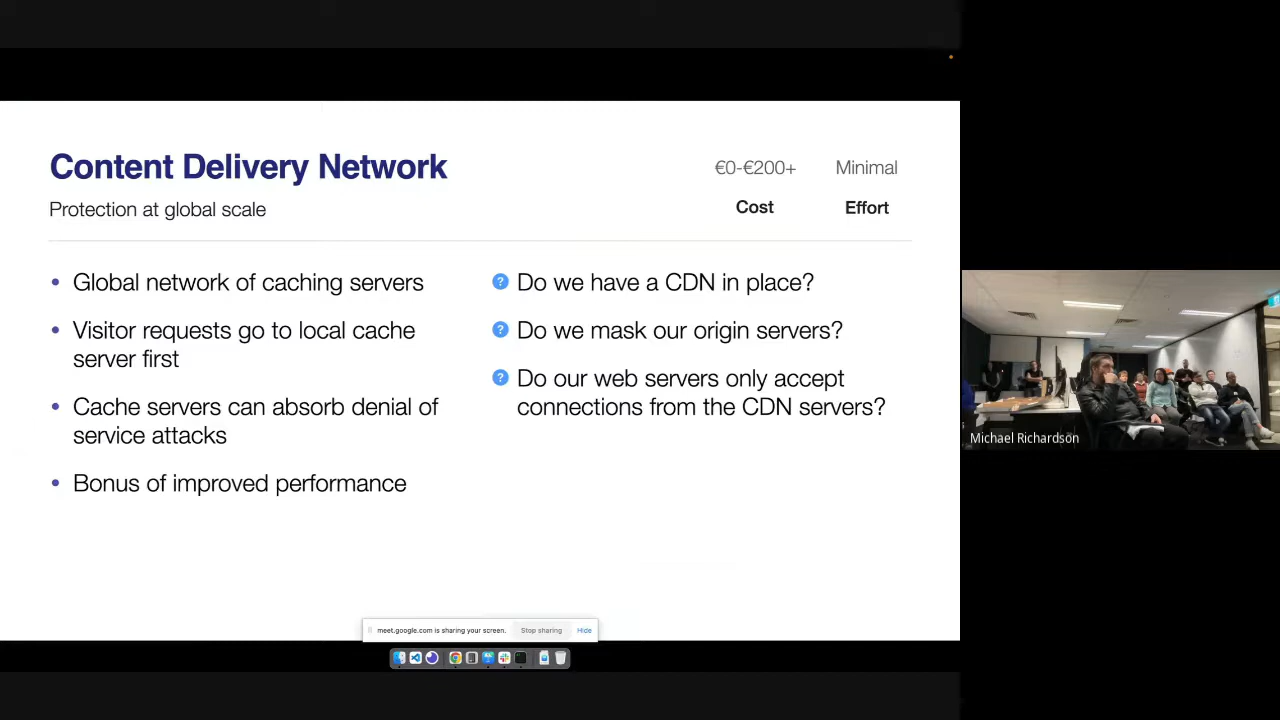 Content Delivery Network
Protection at global scale
€0-€200+
Minimal
Cost
Effort
• Global network of caching servers
• Visitor requests go to local cache
server first
• Cache servers can absorb denial of
service attacks
• Bonus of improved performance
? Do we have a CDN in place?
? Do we mask our origin servers?
? Do our web servers only accept
connections from the CDN servers?
Michael Richardson
meet.google.com is sharing your screen. Stop sharing Hide